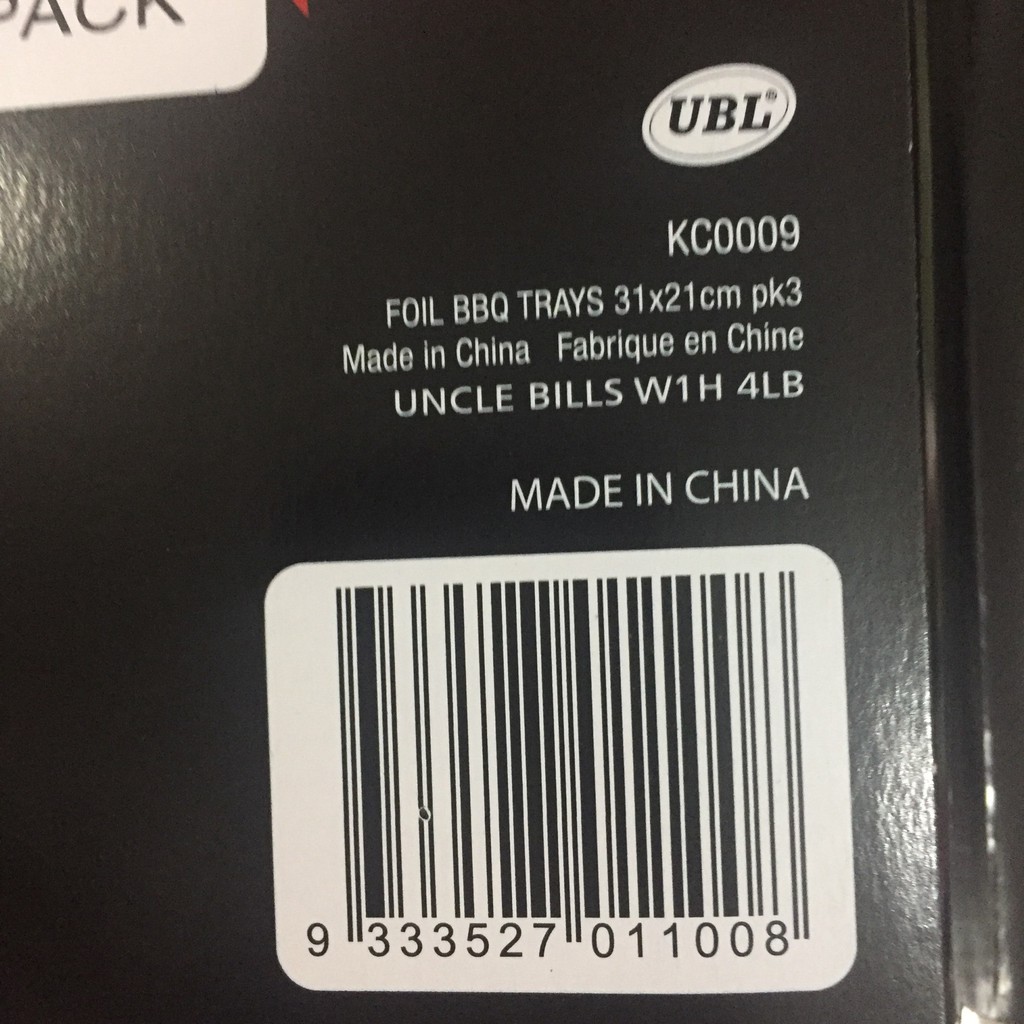 PACK
UBL®
KC0009
FOIL BBQ TRAYS 31x21cm pk3
Made in China Fabrique en Chine
UNCLE BILLS W1H 4LB
MADE IN CHINA
9 333527 011008